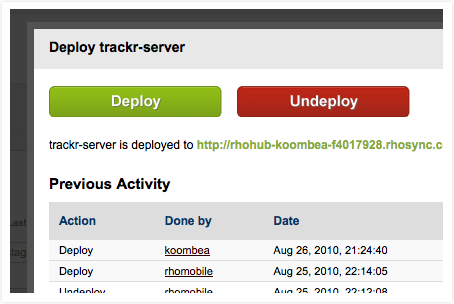 Deploy trackr-server
Deploy Undeploy
trackr-server is deployed to http://rhohub-koombea-f4017928.rhosync.c
Previous Activity
Action Done by Date
Last
Deploy koombea Aug 26, 2010, 21:24:40
tag
Deploy rhomobile Aug 25, 2010, 22:14:05
Undeploy rhomobile Aug 25, 2010, 22:12:08